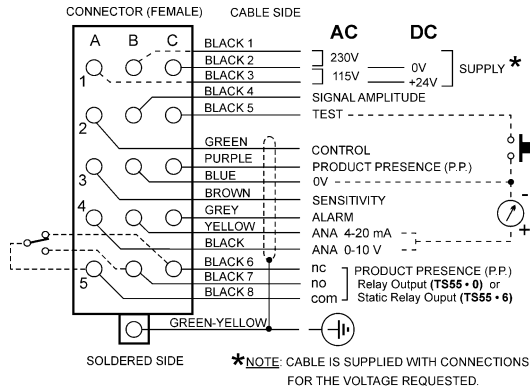 CONNECTOR (FEMALE) CABLE SIDE
AC DC
A B C
BLACK 1
230V
BLACK 2
0V
SUPPLY *
1
BLACK 3
115V
+24V
BLACK 4
SIGNAL AMPLITUDE
BLACK 5
TEST
2
GREEN
CONTROL
PURPLE
PRODUCT PRESENCE (P.P.)
BLUE
0V
3
BROWN
SENSITIVITY
-
GREY
ALARM
4
YELLOW
ANA 4-20 mA
+
BLACK
ANA 0-10 V
BLACK 6
nc
PRODUCT PRESENCE (P.P.)
BLACK 7
no
Relay Output (TS55 • 0) or
5
BLACK 8
com
Static Relay Ouput (TS55 • 6)
GREEN-YELLOW
SOLDERED SIDE
*NOTE: CABLE IS SUPPLIED WITH CONNECTIONS
FOR THE VOLTAGE REQUESTED.